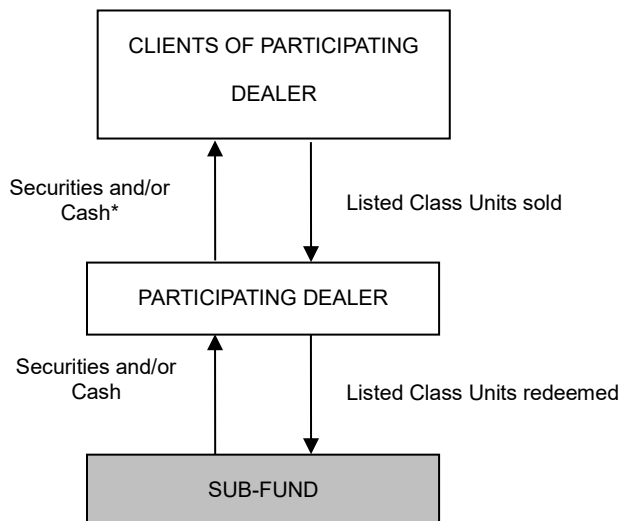 CLIENTS OF PARTICIPATING
DEALER
Securities and/or
Cash*
Listed Class Units sold
PARTICIPATING DEALER
Securities and/or
Cash
Listed Class Units redeemed
SUB-FUND